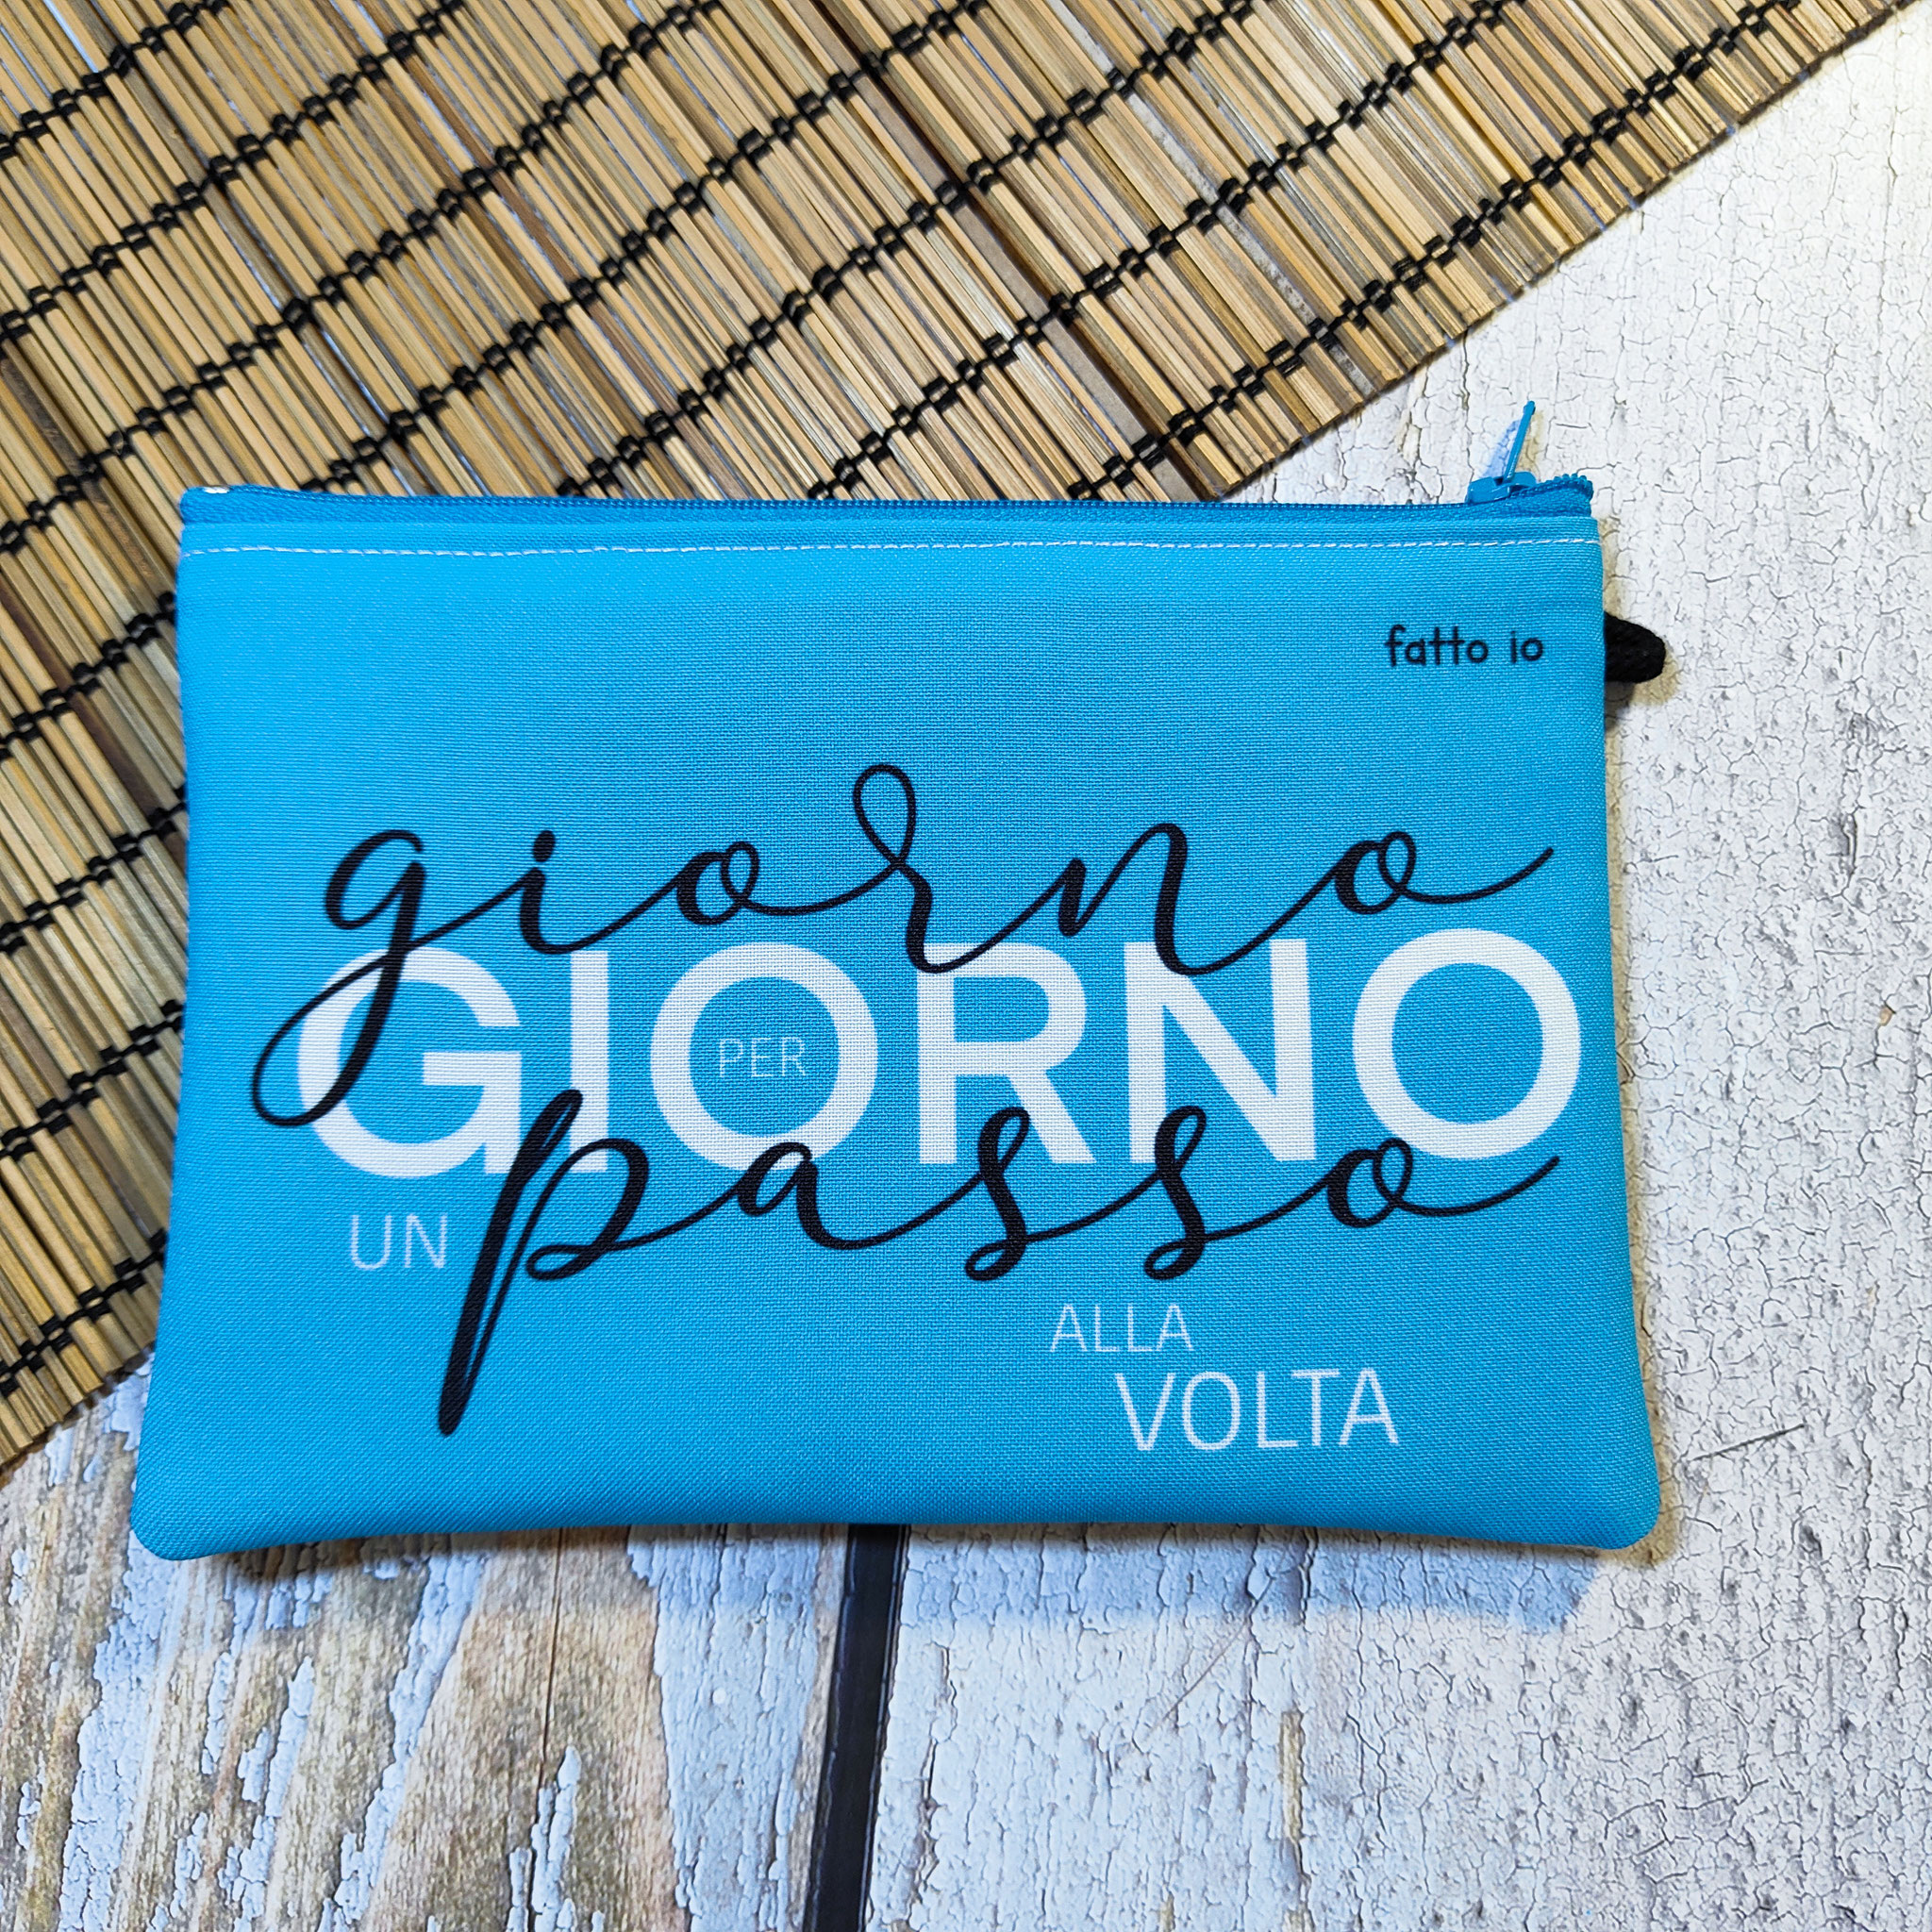 fatto io
giorno
PER
GIORNO
UN passo
ALLA
VOLTA